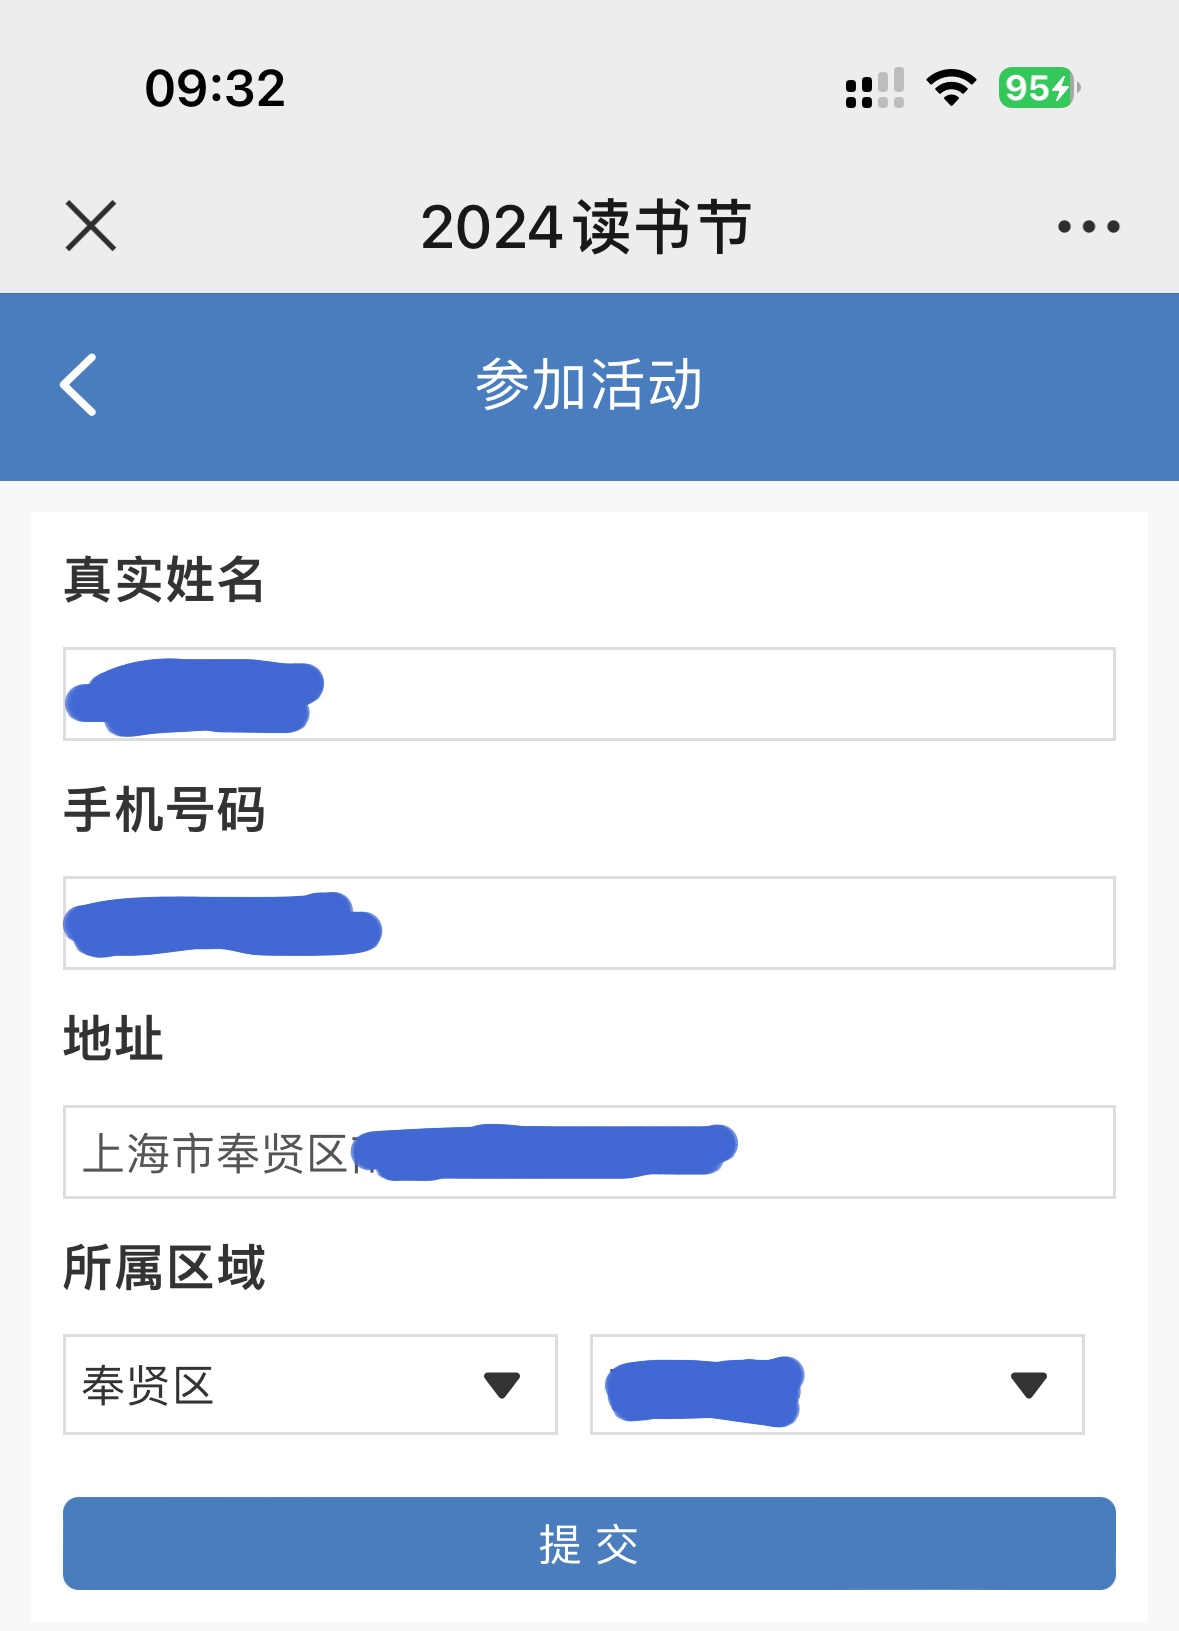 09:32
95
2024读书节
参加活动
真实姓名
手机号码
地址
上海市奉贤区
所属区域
奉贤区
提交